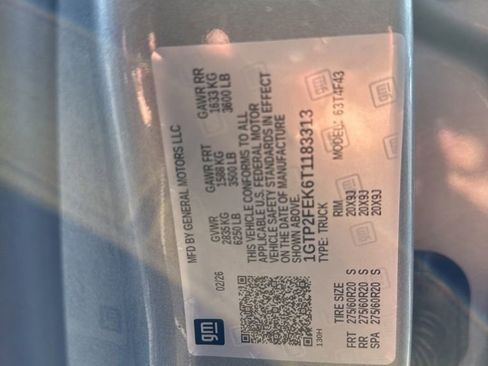 MFD BY GENERAL MOTORS LLC
02/26
GVWR
2835 KG
6250 LB
GAWR FRT
1588 KG
3500 LB
GAWR RR
1633 KG
3600 LB
THIS VEHICLE CONFORMS TO ALL
APPLICABLE U.S. FEDERAL MOTOR
VEHICLE SAFETY STANDARDS IN EFFECT
ON THE DATE OF MANUFACTURE
SHOWN ABOVE.
1GTP2VEK6T1183313
TYPE: TRUCK
MODEL: 63T4F43
gm
130H
TIRE SIZE
RIM
FRT 275/60R20 S 20X9J
RR 275/60R20 S 20X9J
SPA 275/60R20 S 20X9J